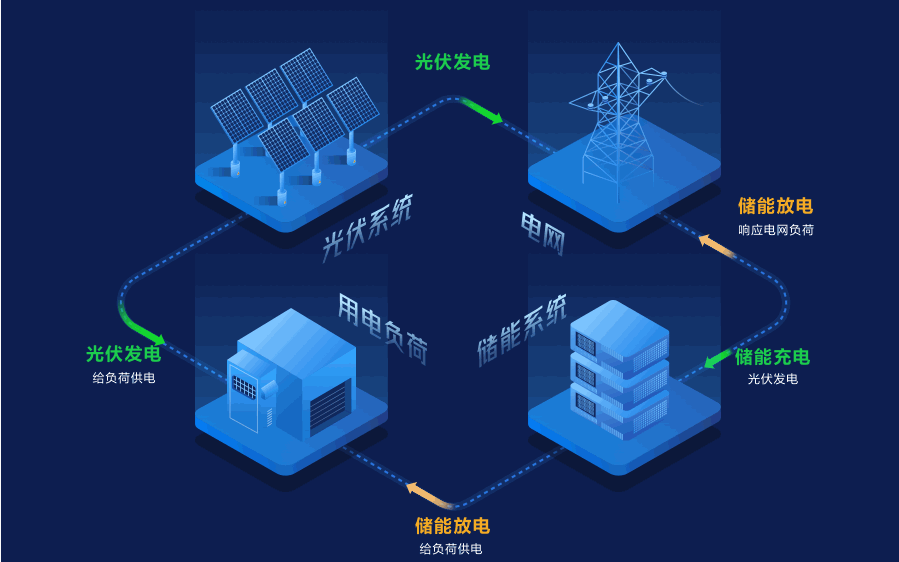 光伏发电
储能放电
响应电网负荷
光伏系统
电网
用电负荷
储能系统
光伏发电
给负荷供电
储能充电
光伏发电
储能放电
给负荷供电